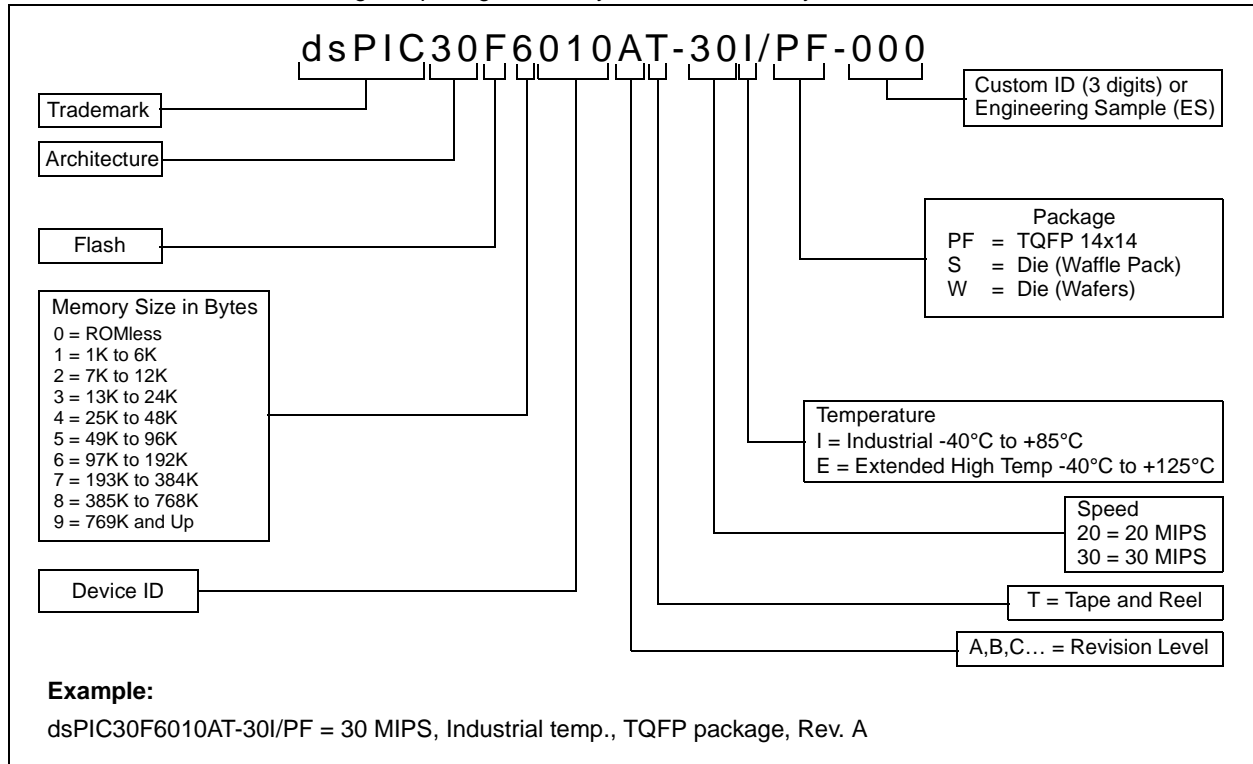 dsPIC30F6010AT-30I/PF-000
Trademark
Architecture
Flash
Memory Size in Bytes
0 = ROMless
1 = 1K to 6K
2 = 7K to 12K
3 = 13K to 24K
4 = 25K to 48K
5 = 49K to 96K
6 = 97K to 192K
7 = 193K to 384K
8 = 385K to 768K
9 = 769K and Up
Device ID
Custom ID (3 digits) or
Engineering Sample (ES)
Package
PF = TQFP 14x14
S = Die (Waffle Pack)
W = Die (Wafers)
Temperature
I = Industrial -40°C to +85°C
E = Extended High Temp -40°C to +125°C
Speed
20 = 20 MIPS
30 = 30 MIPS
T = Tape and Reel
A,B,C… = Revision Level
Example:
dsPIC30F6010AT-30I/PF = 30 MIPS, Industrial temp., TQFP package, Rev. A